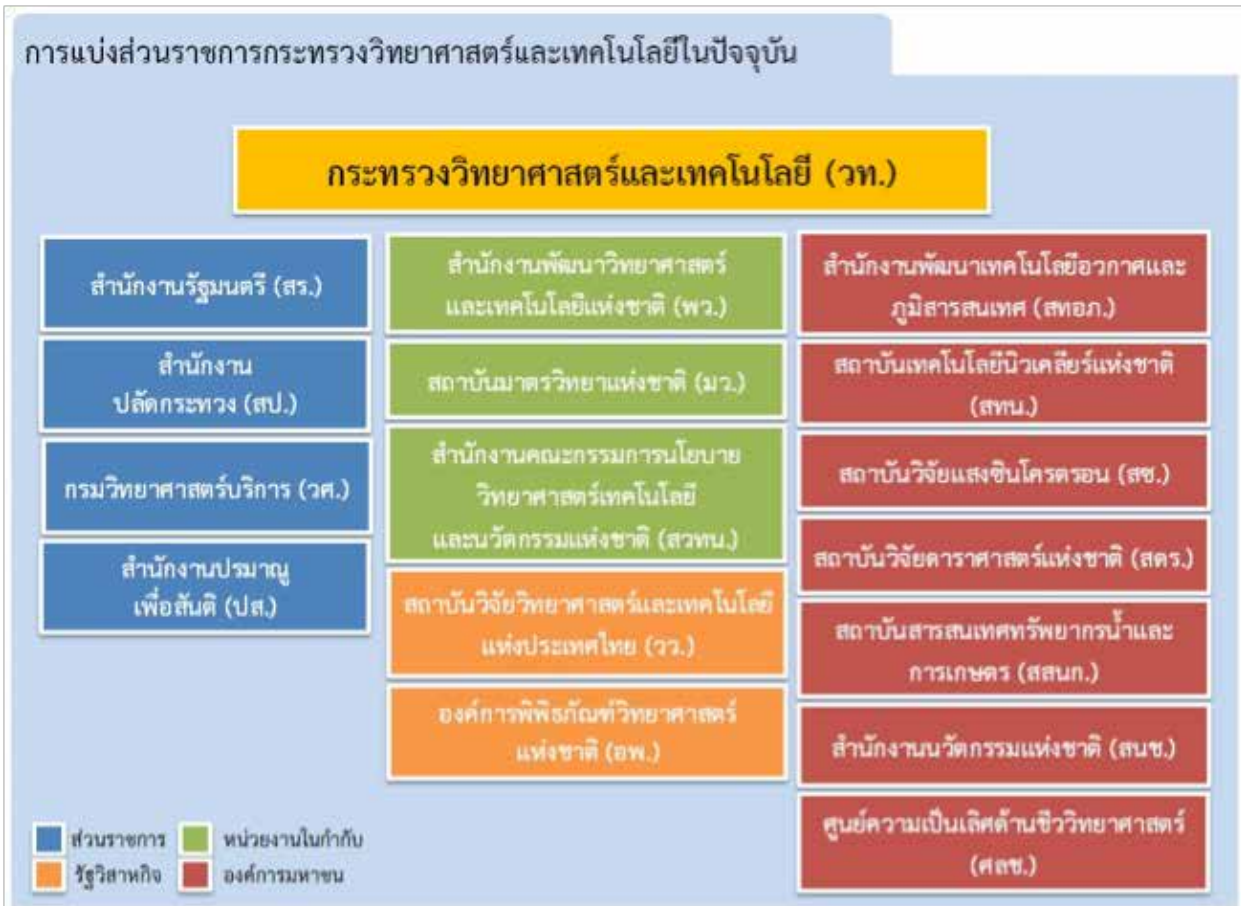 การแบ่งส่วนราชการกระทรวงวิทยาศาสตร์และเทคโนโลยีในปัจจุบัน
กระทรวงวิทยาศาสตร์และเทคโนโลยี (วท.)
สำนักงานรัฐมนตรี (สร.)
สำนักงาน
ปลัดกระทวง (สป.)
กรมวิทยาศาสตร์บริการ (วศ.)
สำนักงานปรมาณู
เพื่อสันติ (ปส.)
สำนักงานพัฒนาวิทยาศาสตร์
และเทคโนโลยีแห่งชาติ (พว.)
สถาบันมาตรวิทยาแห่งชาติ (มว.)
สำนักงานคณะกรรมการนโยบาย
วิทยาศาสตร์เทคโนโลยี
และนวัตกรรมแห่งชาติ (สวทน.)
สถาบันวิจัยวิทยาศาสตร์และเทคโนโลยี
แห่งประเทศไทย (วว.)
องค์การพิพิธภัณฑ์วิทยาศาสตร์
แห่งชาติ (อพ.)
สำนักงานพัฒนาเทคโนโลยีอวกาศและ
ภูมิสารสนเทศ (สทอภ.)
สถาบันเทคโนโลยีนิวเคลียร์แห่งชาติ
(สทน.)
สถาบันวิจัยแสงซินโครตรอน (สซ.)
สถาบันวิจัยดาราศาสตร์แห่งชาติ (สดร.)
สถาบันสารสนเทศทรัพยากรน้ำและ
การเกษตร (สสนก.)
สำนักงานนวัตกรรมแห่งชาติ (สนช.)
ศูนย์ความเป็นเลิศด้านชีววิทยาศาสตร์
(ศลช.)
ส่วนราชการ
หน่วยงานในกำกับ
รัฐวิสาหกิจ
องค์การมหาชน